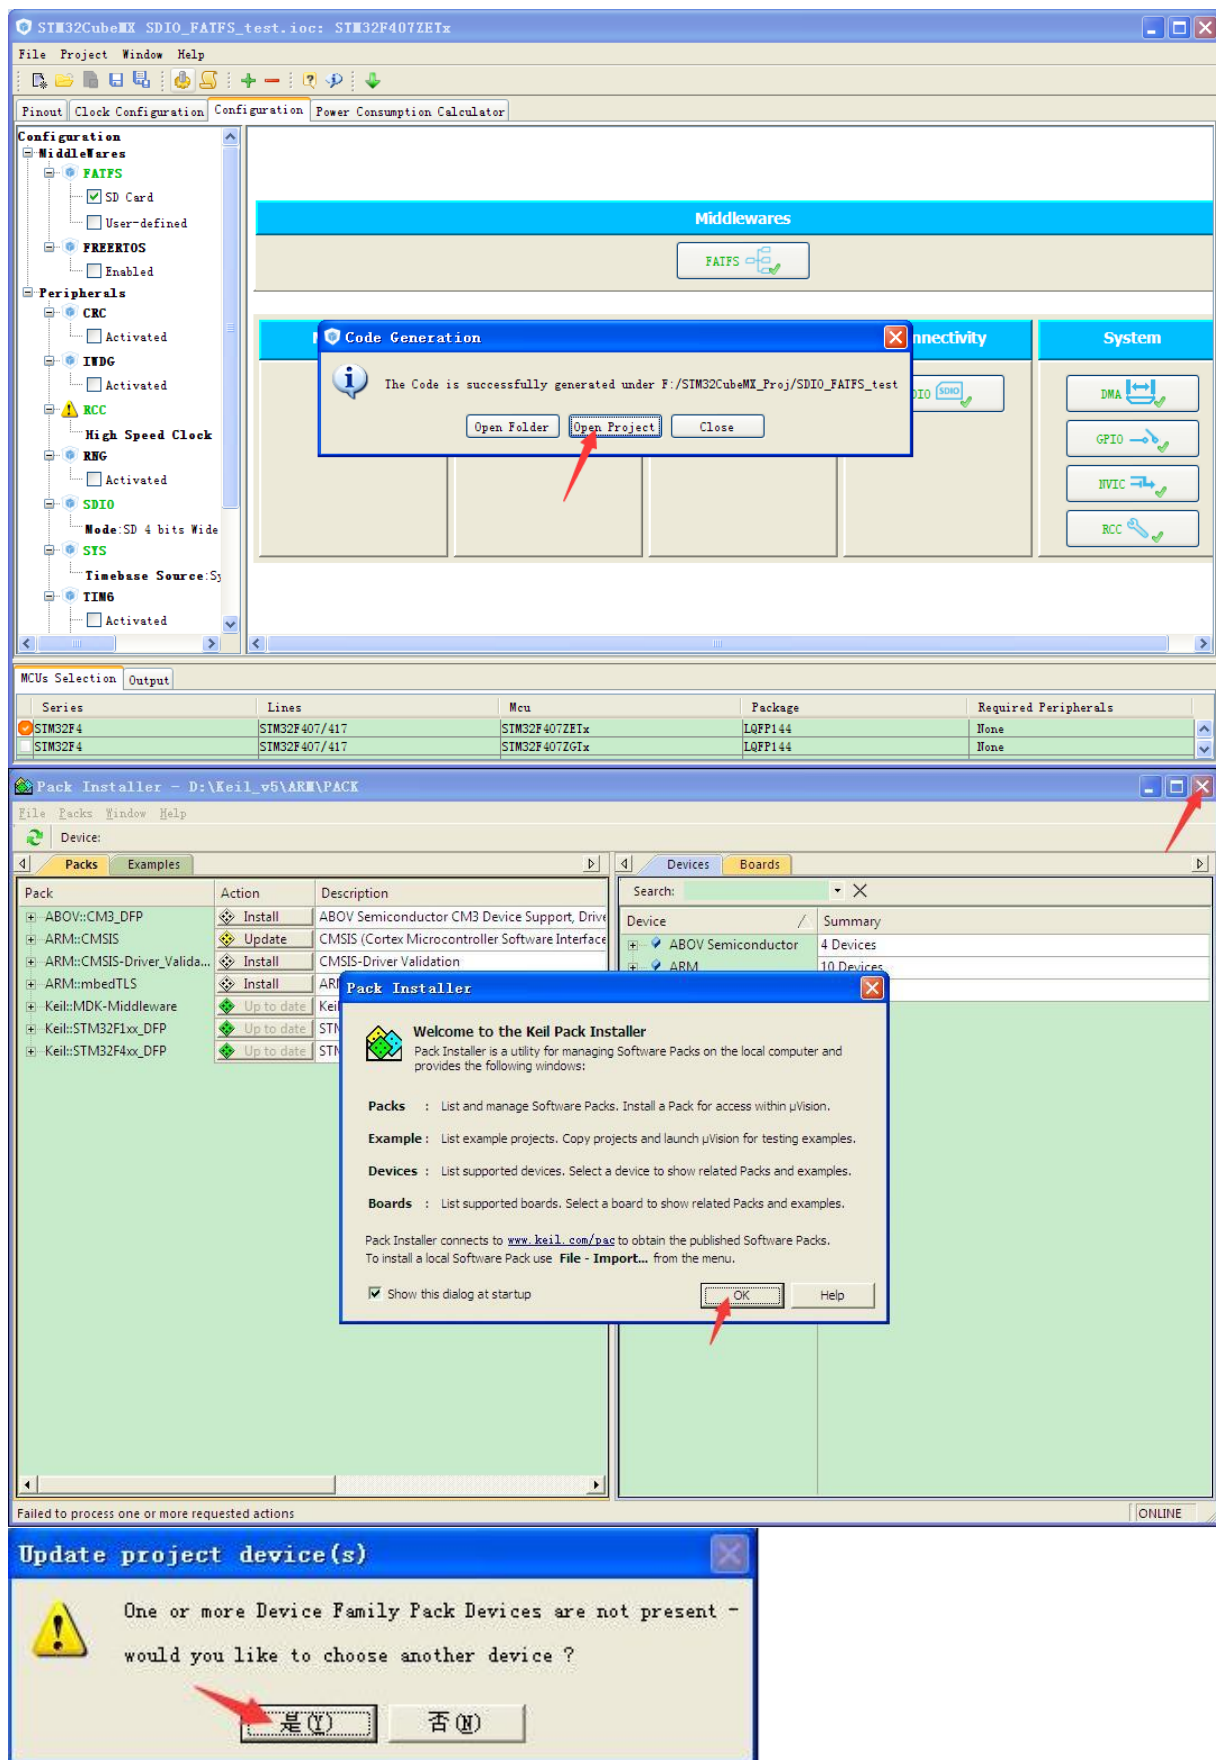 STM32CubeMX SDIO_FATFS_test.ioc: STM32F407ZETx
File Project Window Help
Pinout Clock Configuration Configuration Power Consumption Calculator
Configuration
MiddleWares
FATFS
SD Card
User-defined
FREERTOS
Enabled
Peripherals
CRC
Activated
IWDG
Activated
RCC
High Speed Clock
RNG
Activated
SDIO
Mode:SD 4 bits Wide
SYS
Timebase Source:Sy
TIM6
Activated
Middlewares
FATFS
Code Generation
The Code is successfully generated under F:/STM32CubeMX_Proj/SDIO_FATFS_test
Open Folder Open Project Close
nnectivity
DIO SDIO
System
DMA
GPIO
NVIC
RCC
MCUs Selection Output
Series Lines Mcu Package Required Peripherals
STM32F4 STM32F407/417 STM32F407ZETx LQFP144 None
STM32F4 STM32F407/417 STM32F407ZGTx LQFP144 None
Pack Installer - D:\Keil_v5\ARM\PACK
File Packs Window Help
Device:
Packs Examples
Pack Action Description
ABOV::CM3_DFP Install ABOV Semiconductor CM3 Device Support, Drive
ARM::CMSIS Update CMSIS (Cortex Microcontroller Software Interface
ARM::CMSIS-Driver_Valida... Install CMSIS-Driver Validation
ARM::mbedTLS Install ARI
Keil::MDK-Middleware Up to date Kei
Keil::STM32F1xx_DFP Up to date STN
Keil::STM32F4xx_DFP Up to date STN
Devices Boards
Search:
Device Summary
ABOV Semiconductor 4 Devices
ARM 10 Devices
Pack Installer
Welcome to the Keil Pack Installer
Pack Installer is a utility for managing Software Packs on the local computer and
provides the following windows:
Packs : List and manage Software Packs. Install a Pack for access within µVision.
Example : List example projects. Copy projects and launch µVision for testing examples.
Devices : List supported devices. Select a device to show related Packs and examples.
Boards : List supported boards. Select a board to show related Packs and examples.
Pack Installer connects to www.keil.com/pac to obtain the published Software Packs.
To install a local Software Pack use File - Import... from the menu.
Show this dialog at startup
OK Help
Failed to process one or more requested actions
ONLINE
Update project device(s)
One or more Device Family Pack Devices are not present -
would you like to choose another device ?
是(Y) 否(N)